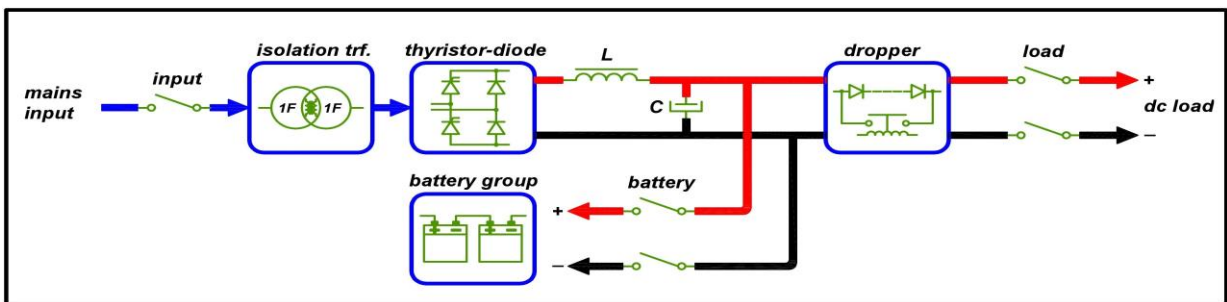 isolation trf.
thyristor-diode
L
dropper
load
input
mains
input
1F 1F
C
+
dc load
–
battery group
battery
+
–
+ – + –